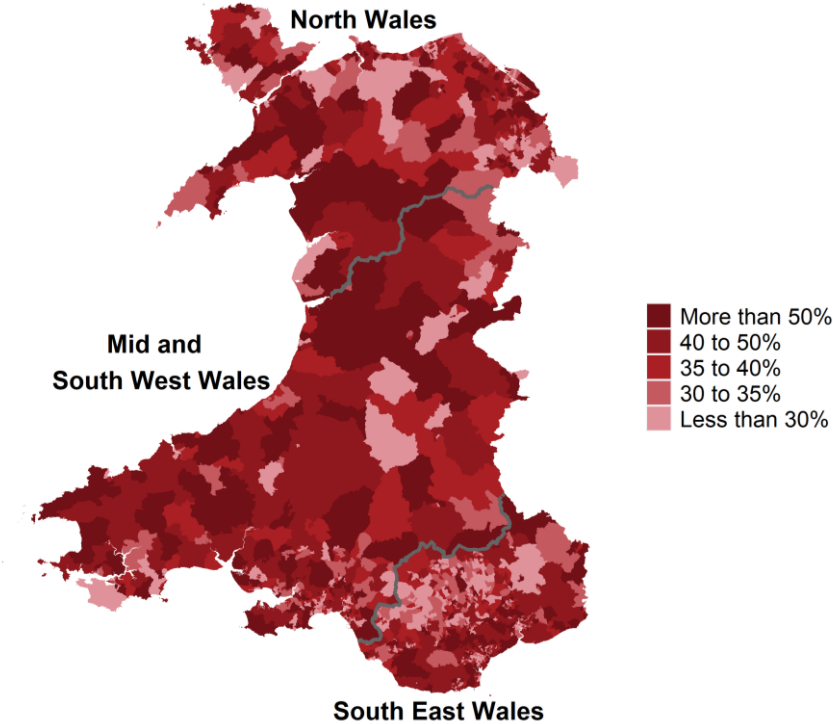 North Wales
Mid and
South West Wales
More than 50%
40 to 50%
35 to 40%
30 to 35%
Less than 30%
South East Wales